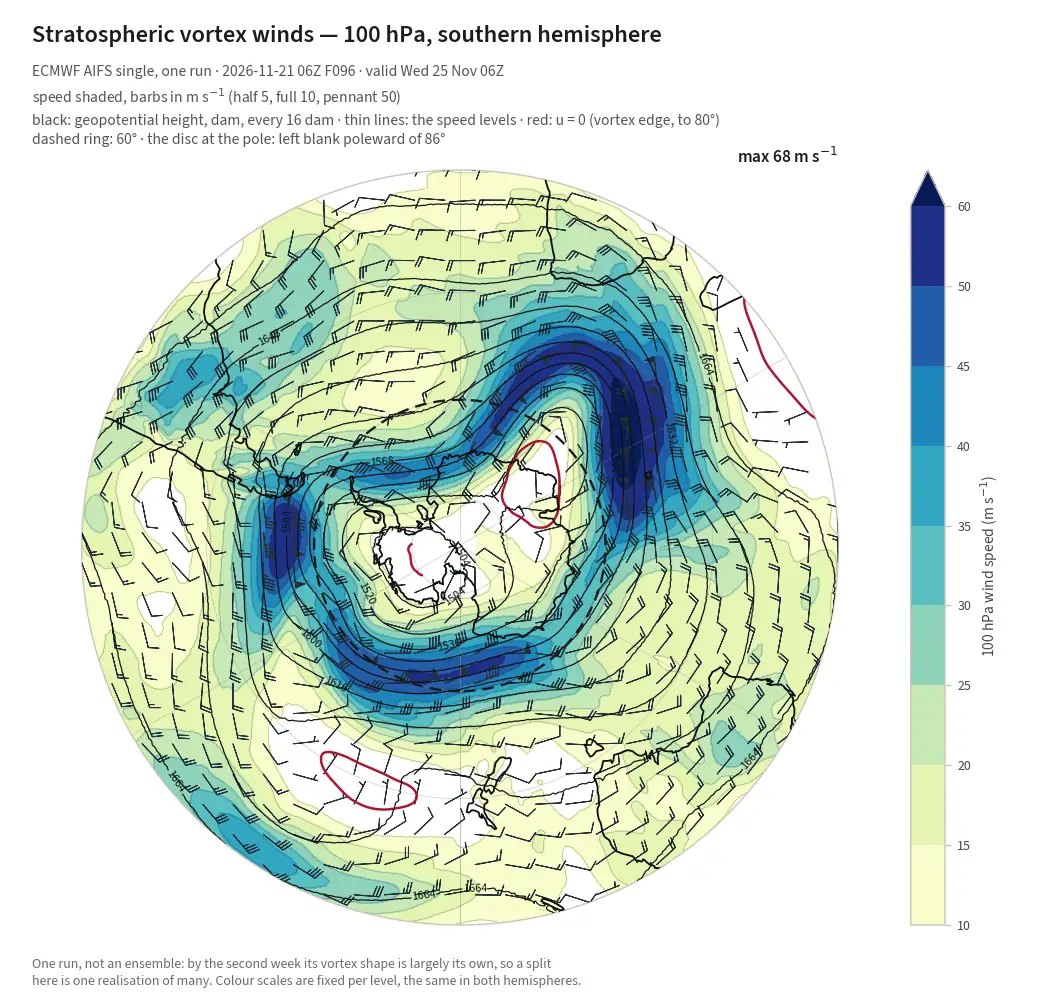 Stratospheric vortex winds — 100 hPa, southern hemisphere
ECMWF AIFS single, one run · 2026-11-21 06Z F096 · valid Wed 25 Nov 06Z
speed shaded, barbs in m s⁻¹ (half 5, full 10, pennant 50)
black: geopotential height, dam, every 16 dam · thin lines: the speed levels · red: u = 0 (vortex edge, to 80°)
dashed ring: 60° · the disc at the pole: left blank poleward of 86°
max 68 m s⁻¹
60
50
45
40
35
30
25
20
15
10
100 hPa wind speed (m s⁻¹)
1664
1632
1568
1584
1520
1504
1536
1600
1616
1664
1664
1664
1664
One run, not an ensemble: by the second week its vortex shape is largely its own, so a split
here is one realisation of many. Colour scales are fixed per level, the same in both hemispheres.